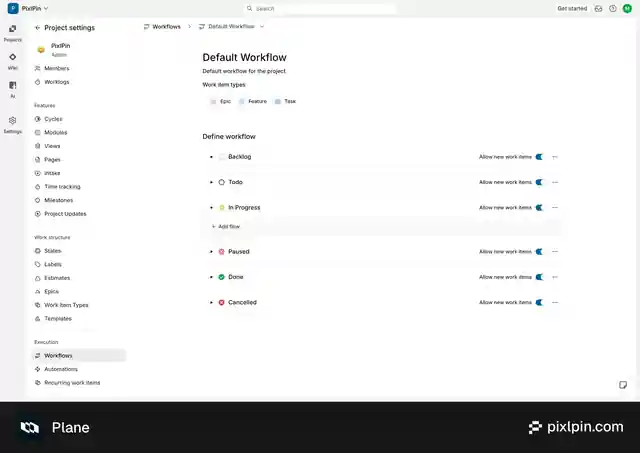 P PixlPin
Search
Get started
M
Projects
Wiki
AI
Settings
Project settings
PixlPin
Admin
Members
Worklogs
Features
Cycles
Modules
Views
Pages
Intake
Time tracking
Milestones
Project Updates
Work structure
States
Labels
Estimates
Epics
Work Item Types
Templates
Execution
Workflows
Automations
Recurring work items
Workflows Default Workflow
Default Workflow
Default workflow for the project
Work item types
Epic Feature Task
Define workflow
Backlog Allow new work items
Todo Allow new work items
In Progress Allow new work items
+ Add flow
Paused Allow new work items
Done Allow new work items
Cancelled Allow new work items
Plane
pixlpin.com